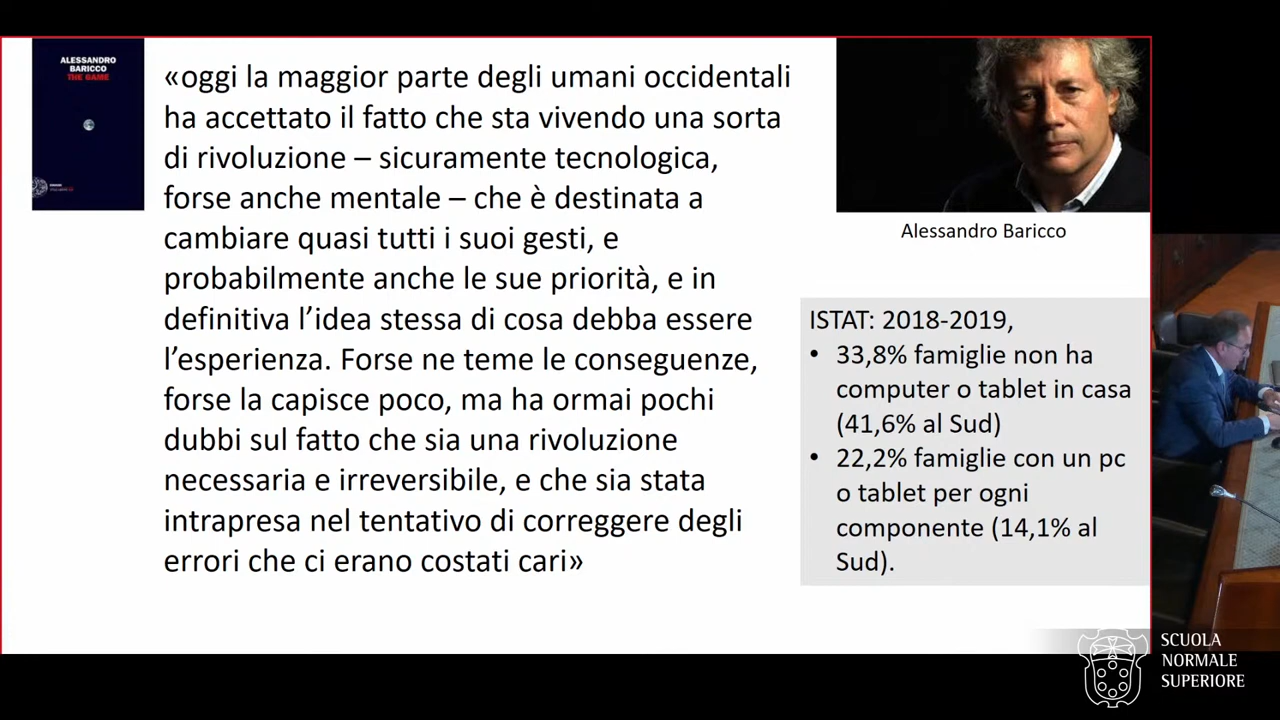 ALESSANDRO
BARICCO
THE GAME
«oggi la maggior parte degli umani occidentali
ha accettato il fatto che sta vivendo una sorta
di rivoluzione – sicuramente tecnologica,
forse anche mentale – che è destinata a
cambiare quasi tutti i suoi gesti, e
probabilmente anche le sue priorità, e in
definitiva l’idea stessa di cosa debba essere
l’esperienza. Forse ne teme le conseguenze,
forse la capisce poco, ma ha ormai pochi
dubbi sul fatto che sia una rivoluzione
necessaria e irreversibile, e che sia stata
intrapresa nel tentativo di correggere degli
errori che ci erano costati cari»
Alessandro Baricco
ISTAT: 2018-2019,
• 33,8% famiglie non ha
computer o tablet in casa
(41,6% al Sud)
• 22,2% famiglie con un pc
o tablet per ogni
componente (14,1% al
Sud).
SCUOLA
NORMALE
SUPERIORE